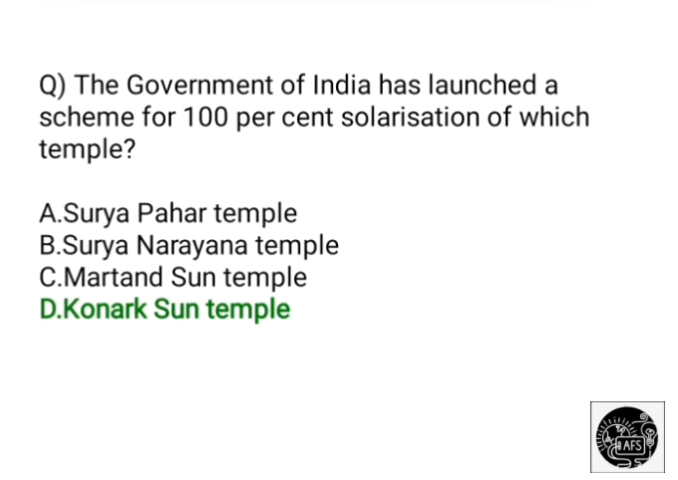 Q) The Government of India has launched a
scheme for 100 per cent solarisation of which
temple?
A.Surya Pahar temple
B.Surya Narayana temple
C.Martand Sun temple
D.Konark Sun temple
AFS